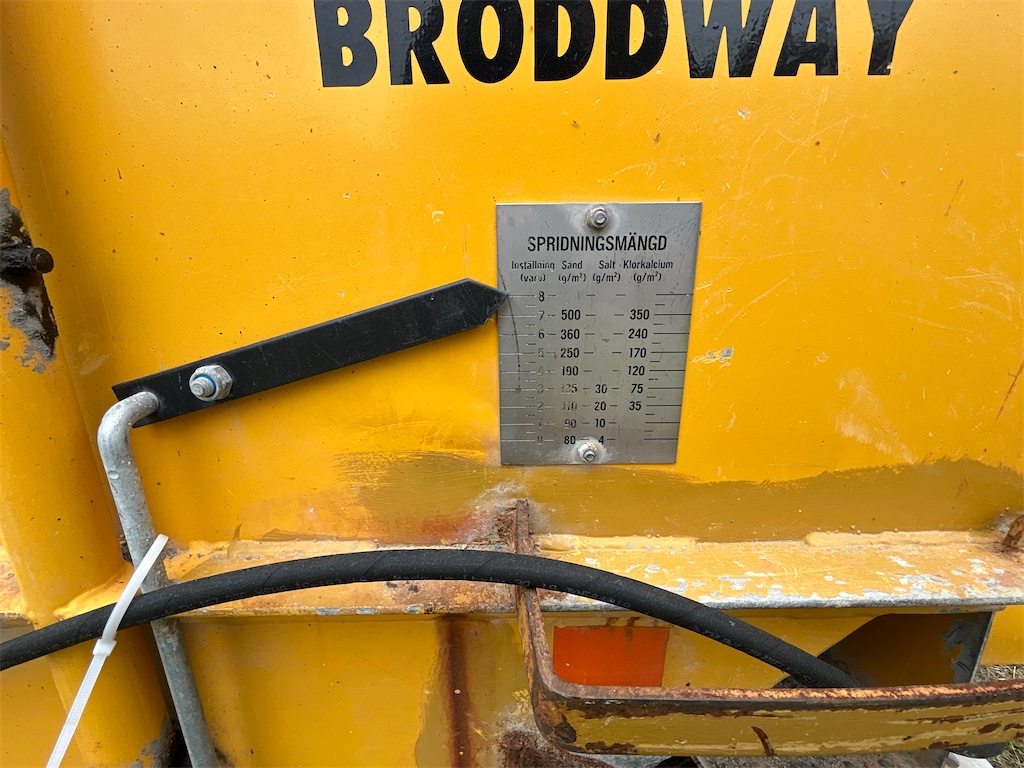 BRODDWAY
SPRIDNINGSMÄNGD
Inställning Sand Salt Klorkalcium
(varv) (g/m²) (g/m²) (g/m²)
8
7 500 350
6 360 240
5 250 170
4 190 120
3 135 30 75
2 110 20 35
1 90 10
0 80 4